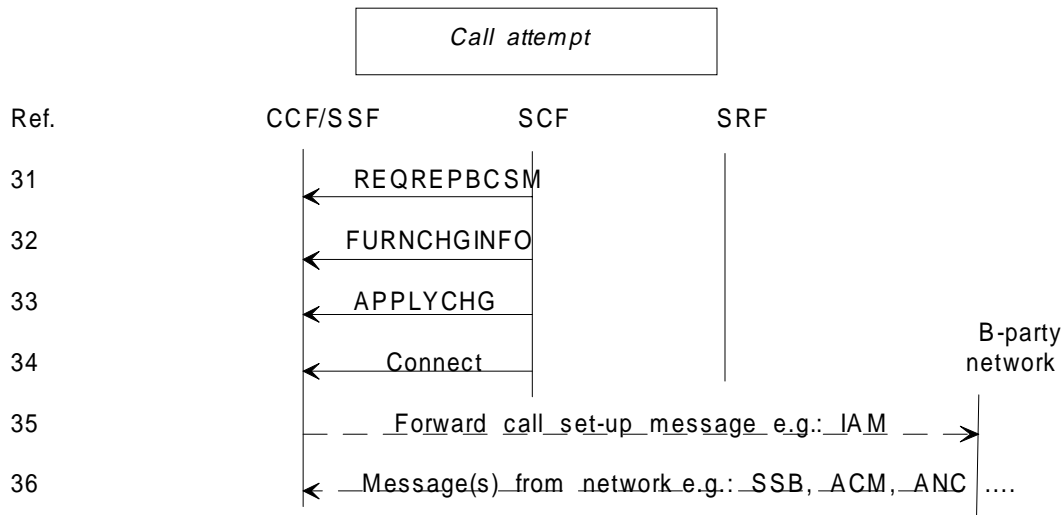 Call attempt
Ref. CCF/SSF SCF SRF
31 REQREPBCSM
32 FURNCHGINFO
33 APPLYCHG
B-party
34 Connect network
35 Forward call set-up message e.g.: IAM
36 Message(s) from network e.g.: SSB, ACM, ANC ....